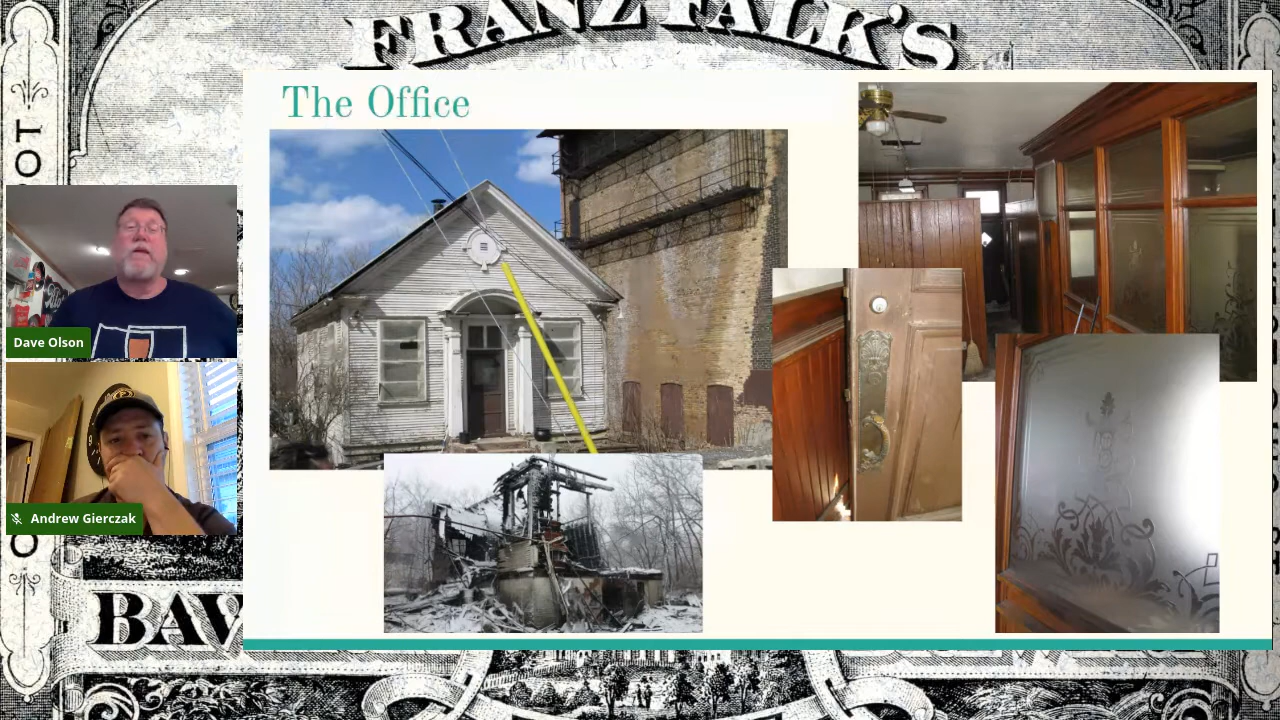 FRANZ FALK'S
The Office
Dave Olson
Andrew Gierczak
BAV